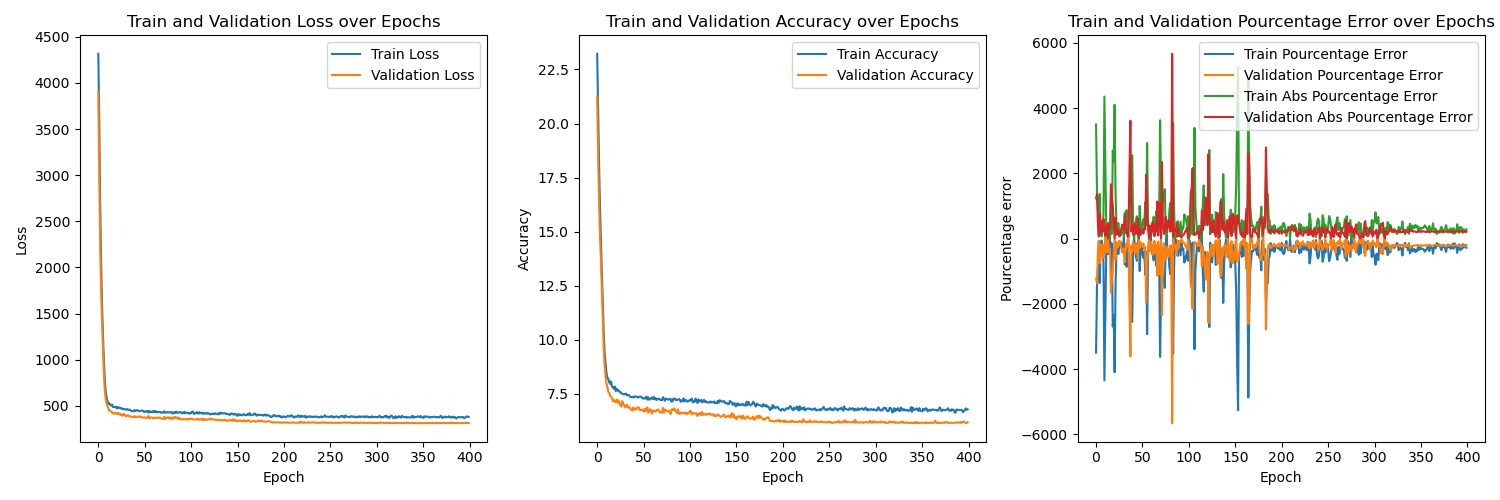 Train and Validation Loss over Epochs
4500
4000
3500
3000
2500
2000
1500
1000
500
Loss
0 50 100 150 200 250 300 350 400
Epoch
Train Loss
Validation Loss
Train and Validation Accuracy over Epochs
22.5
20.0
17.5
15.0
12.5
10.0
7.5
Accuracy
0 50 100 150 200 250 300 350 400
Epoch
Train Accuracy
Validation Accuracy
Train and Validation Pourcentage Error over Epochs
6000
4000
2000
0
−2000
−4000
−6000
Pourcentage error
0 50 100 150 200 250 300 350 400
Epoch
Train Pourcentage Error
Validation Pourcentage Error
Train Abs Pourcentage Error
Validation Abs Pourcentage Error